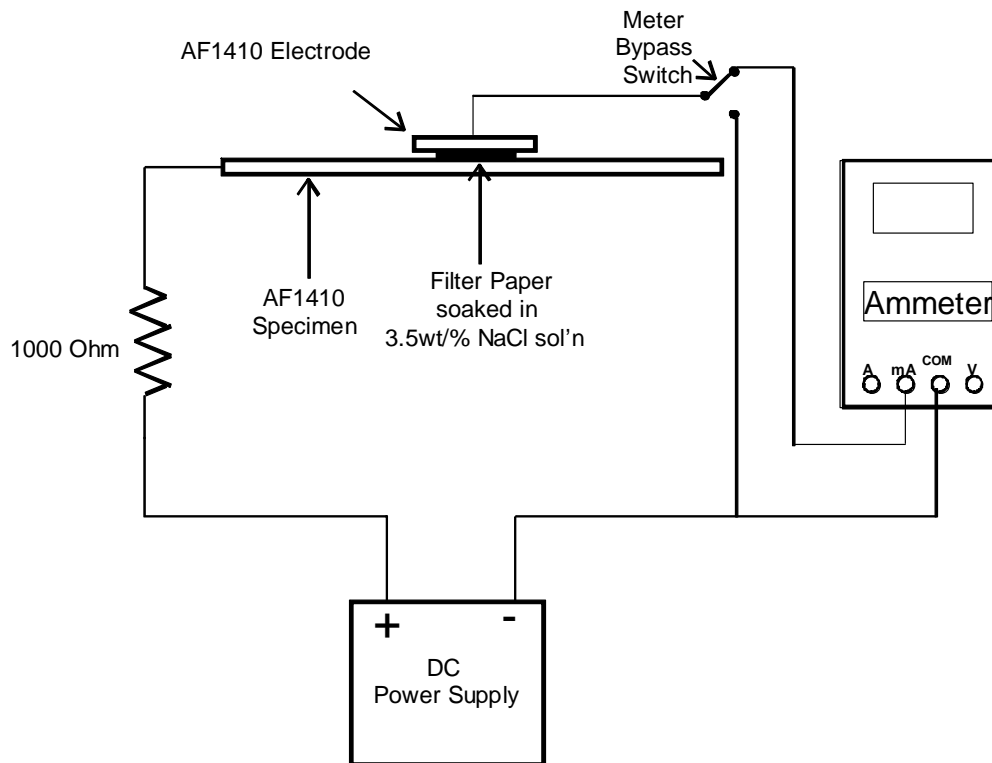 AF1410 Electrode
Meter
Bypass
Switch
AF1410
Specimen
Filter Paper
soaked in
3.5wt/% NaCl sol’n
1000 Ohm
Ammeter
A mA COM V
+ -
DC
Power Supply